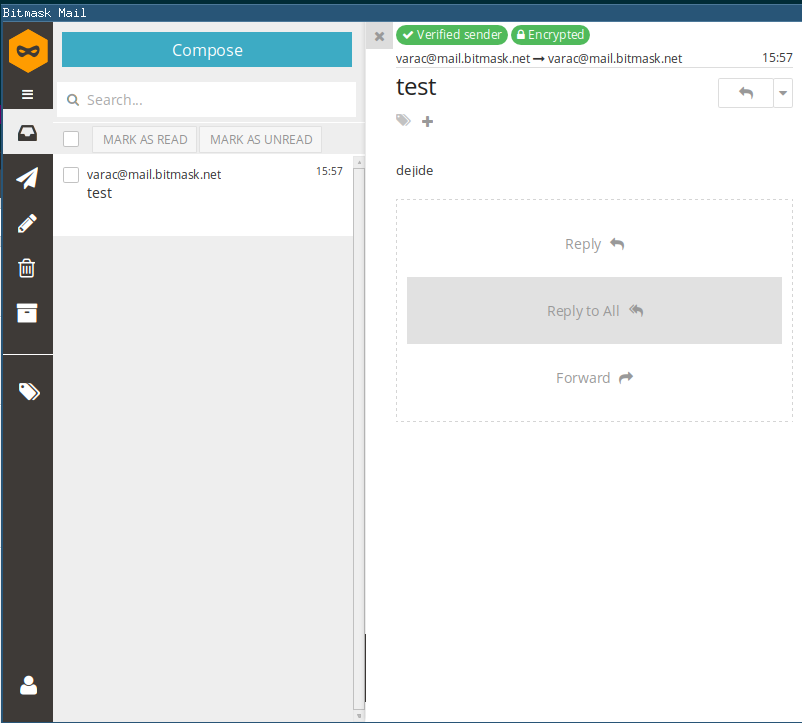 Bitmask Mail
Compose
Search...
MARK AS READ MARK AS UNREAD
varac@mail.bitmask.net 15:57
test
Verified sender Encrypted
varac@mail.bitmask.net varac@mail.bitmask.net 15:57
test
dejide
Reply
Reply to All
Forward